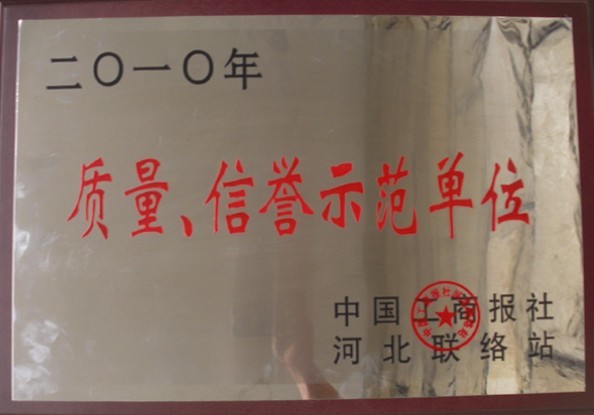 二〇一〇年
质量、信誉示范单位
中国工商报社
河北联络站